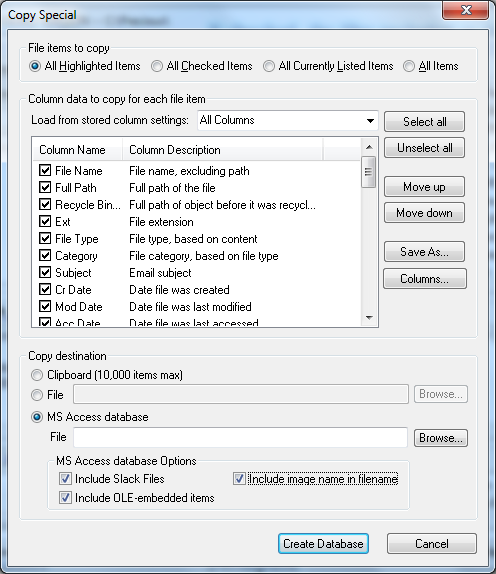 Copy Special
File items to copy
All Highlighted Items All Checked Items All Currently Listed Items All Items
Column data to copy for each file item
Load from stored column settings: All Columns Select all
Unselect all
Column Name Column Description
File Name File name, excluding path
Full Path Full path of the file Move up
Recycle Bin... Full path of object before it was recycl...
Ext File extension Move down
File Type File type, based on content
Category File category, based on file type Save As...
Subject Email subject
Cr Date Date file was created Columns...
Mod Date Date file was last modified
Acc Date Date file was last accessed
Copy destination
Clipboard (10,000 items max)
File Browse...
MS Access database
File Browse...
MS Access database Options
Include Slack Files Include image name in filename
Include OLE-embedded items
Create Database Cancel